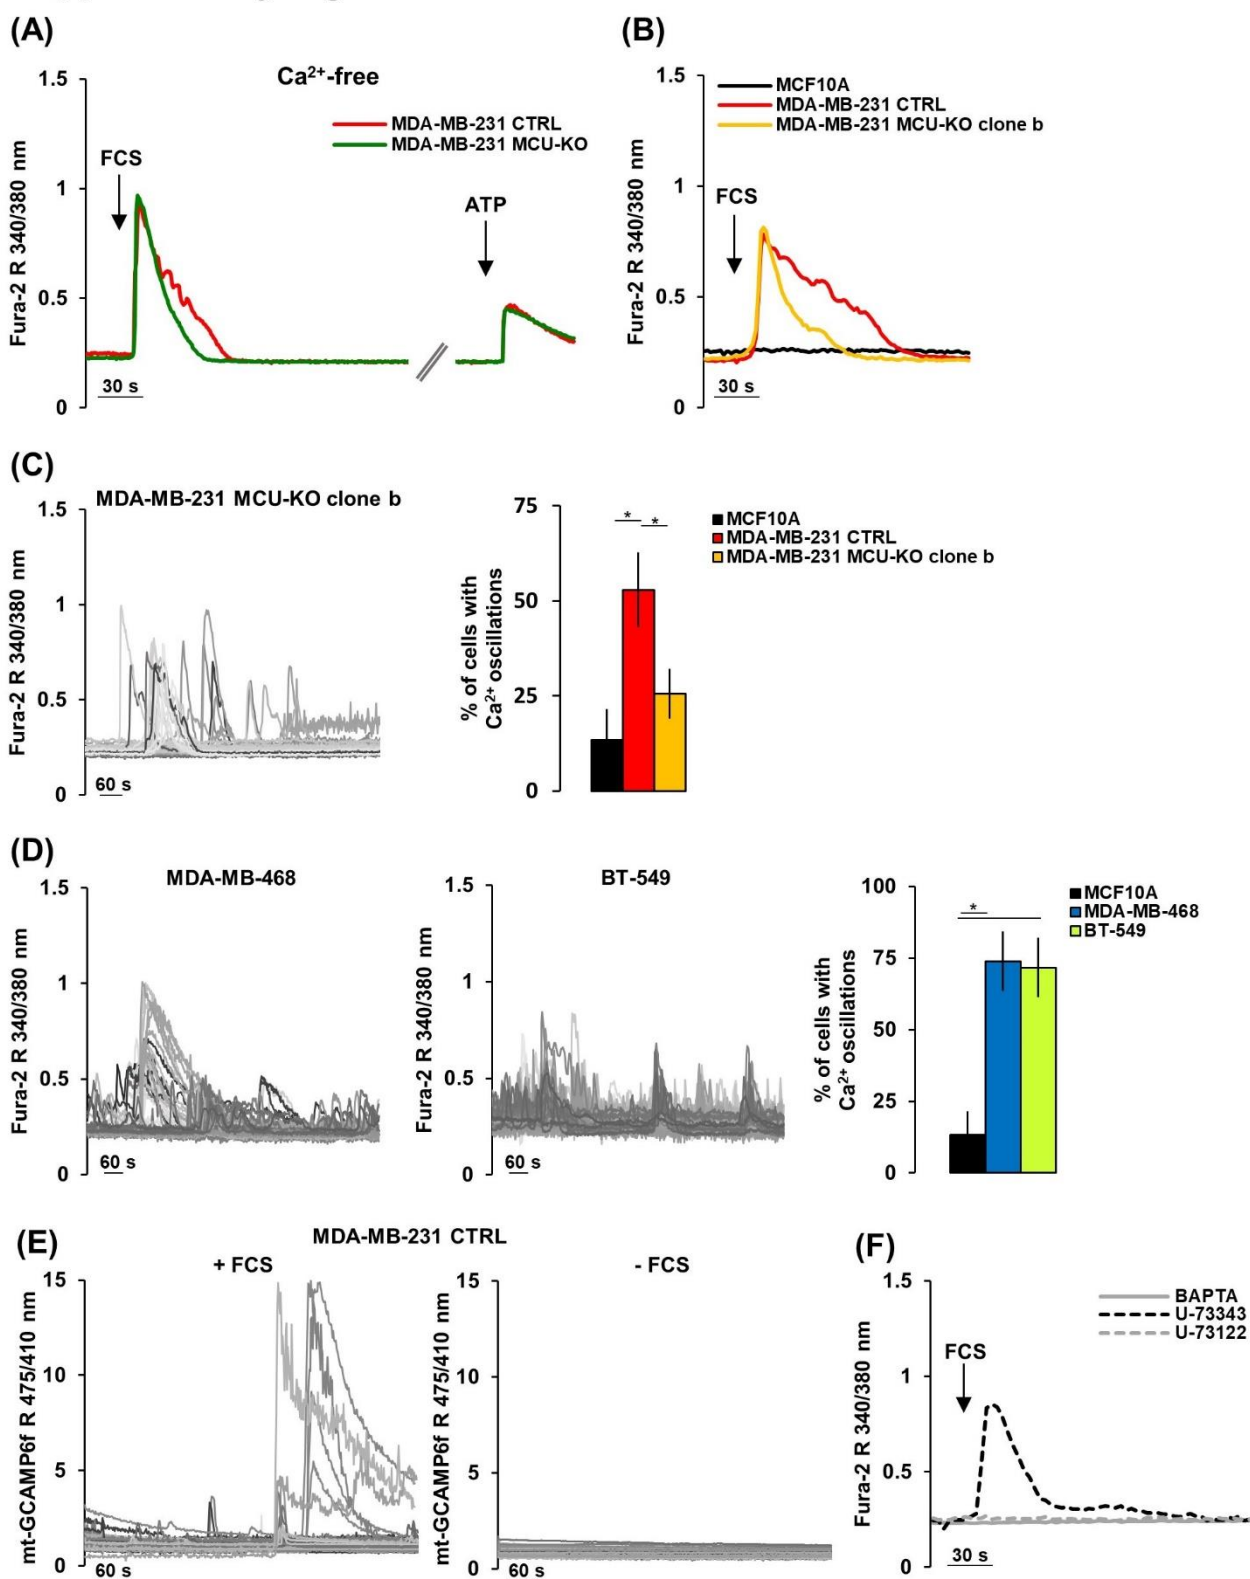 (A)
Ca²⁺-free
Fura-2 R 340/380 nm
1.5
1
0.5
0
MDA-MB-231 CTRL
MDA-MB-231 MCU-KO
FCS
ATP
30 s
(B)
Fura-2 R 340/380 nm
1.5
1
0.5
0
MCF10A
MDA-MB-231 CTRL
MDA-MB-231 MCU-KO clone b
FCS
30 s
(C)
MDA-MB-231 MCU-KO clone b
Fura-2 R 340/380 nm
1.5
1
0.5
0
60 s
% of cells with
Ca²⁺ oscillations
75
50
25
0
* *
MCF10A
MDA-MB-231 CTRL
MDA-MB-231 MCU-KO clone b
(D)
MDA-MB-468
Fura-2 R 340/380 nm
1.5
1
0.5
0
60 s
BT-549
Fura-2 R 340/380 nm
1.5
1
0.5
0
60 s
% of cells with
Ca²⁺ oscillations
100
75
50
25
0
*
MCF10A
MDA-MB-468
BT-549
(E)
MDA-MB-231 CTRL
+ FCS
mt-GCAMP6f R 475/410 nm
15
10
5
0
60 s
- FCS
mt-GCAMP6f R 475/410 nm
15
10
5
0
60 s
(F)
Fura-2 R 340/380 nm
1.5
1
0.5
0
BAPTA
U-73343
U-73122
FCS
30 s